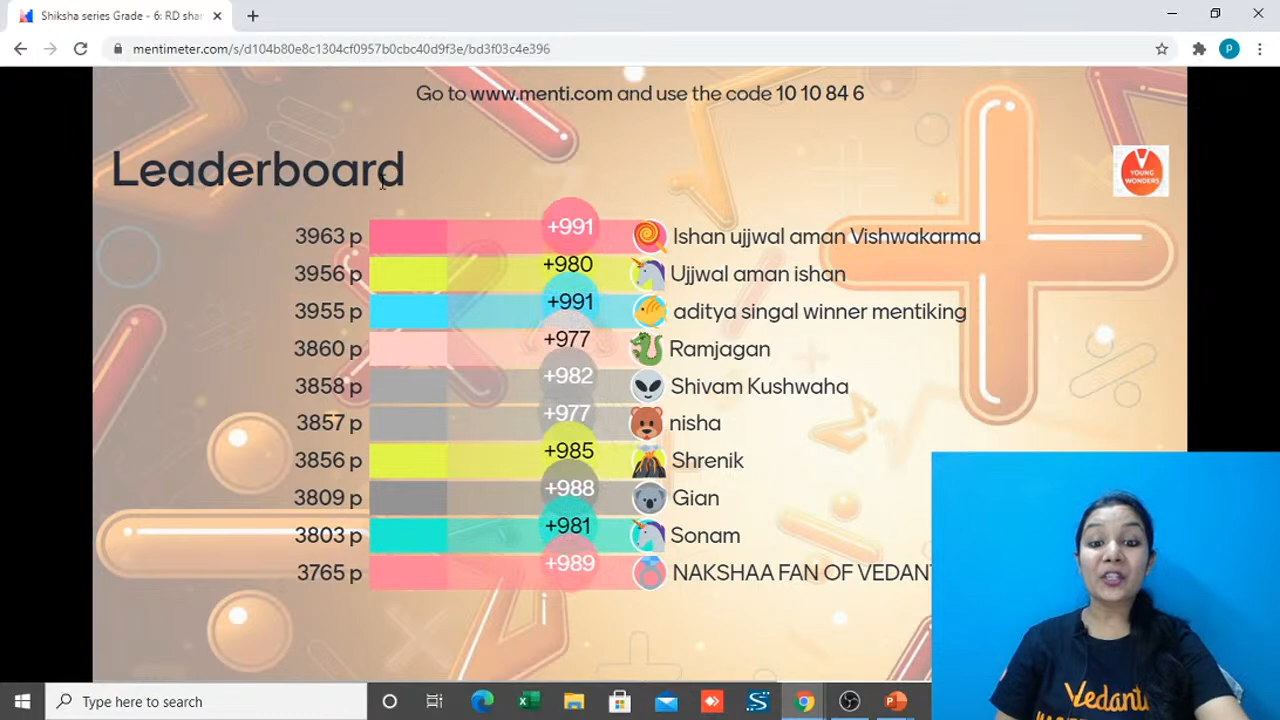 Shiksha series Grade - 6: RD shar
mentimeter.com/s/d104b80e8c1304cf0957b0cbc40d9f3e/bd3f03c4e396
P
Go to www.menti.com and use the code 10 10 84 6
Leaderboard
V
YOUNG
WONDERS
3963 p +991 Ishan ujjwal aman Vishwakarma
3956 p +980 Ujjwal aman ishan
3955 p +991 aditya singal winner mentiking
3860 p +977 Ramjagan
3858 p +982 Shivam Kushwaha
3857 p +977 nisha
3856 p +985 Shrenik
3809 p +988 Gian
3803 p +981 Sonam
3765 p +989 NAKSHAA FAN OF VEDANT
Vedantu
Type here to search